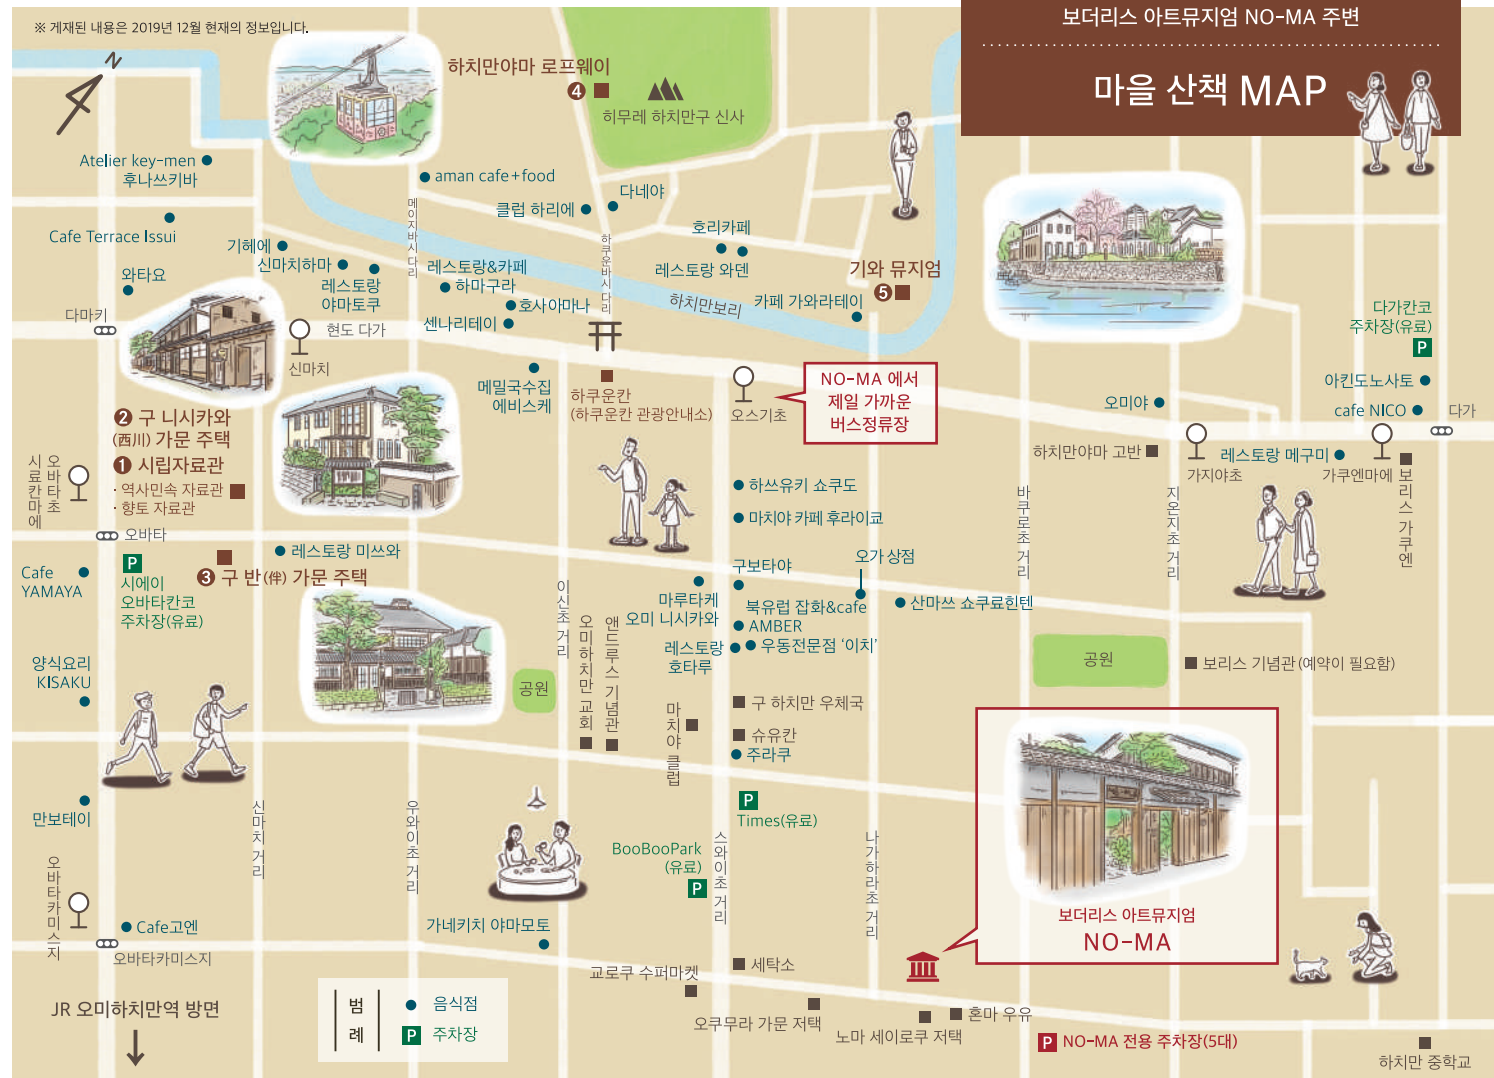 ※ 게재된 내용은 2019년 12월 현재의 정보입니다.
보더리스 아트뮤지엄 NO-MA 주변
마을 산책 MAP
N
하치만야마 로프웨이
4
히무레 하치만구 신사
Atelier key-men
후나쓰키바
aman cafe+food
다네야
클럽 하리에
Cafe Terrace Issui
기헤에
신마치하마
레스토랑
야마토쿠
메이지바시 다리
하쿠운바시 다리
호리카페
레스토랑 와덴
기와 뮤지엄
5
와타요
레스토랑&카페
하마구라
호사이마나
센나리테이
하치만보리
카페 가와라테이
다마키
현도 다가
신마치
다가칸코
주차장(유료)
P
메밀국수집
에비스케
하쿠운칸
(하쿠운칸 관광안내소)
오스기초
NO-MA 에서
제일 가까운
버스정류장
아킨도노사토
오미야
cafe NICO
다가
2 구 니시카와
(西川) 가문 주택
1 시립자료관
· 역사민속 자료관
· 향토 자료관
오바타초
시료칸마에
하치만야마 고반
가지야초
레스토랑 메구미
가쿠엔마에
보리스 가쿠엔
하쓰유키 쇼쿠도
마치야 카페 후라이쿄
바쿠로초 거리
지온지초 거리
오바타
레스토랑 미쓰와
P
시에이
오바타칸코
주차장(유료)
3 구 반(伴) 가문 주택
Cafe
YAMAYA
구보타야
오가 상점
마루타케
오미 니시카와
북유럽 잡화&cafe
AMBER
산마쓰 쇼쿠료힌텐
레스토랑
호타루
우동전문점 ‘이치’
이신초 거리
오미하치만 교회
앤드루스 기념관
공원
공원
보리스 기념관(예약이 필요함)
양식요리
KISAKU
구 하치만 우체국
슈유칸
주라쿠
마치야 클럽
만보테이
신마치 거리
우와이초 거리
P
Times(유료)
BooBooPark
(유료)
P
스와이초 거리
나가하라초 거리
보더리스 아트뮤지엄
NO-MA
오바타카미스지
Cafe고엔
오바타카미스지
가네키치 야마모토
JR 오미하치만역 방면
범례
음식점
P 주차장
교로쿠 수퍼마켓
세탁소
오쿠무라 가문 저택
노마 세이로쿠 저택
혼마 우유
P NO-MA 전용 주차장(5대)
하치만 중학교